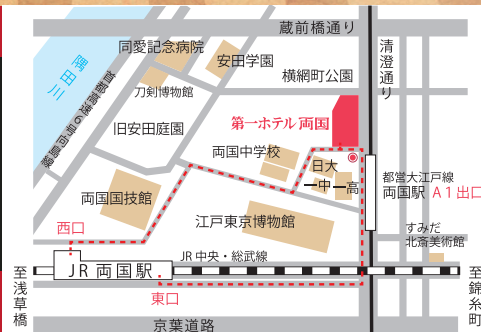 蔵前橋通り
同愛記念病院
安田学園
清澄通り
隅田川
刀剣博物館
横網町公園
首都高速6号向島線
旧安田庭園
第一ホテル両国
両国中学校
日大
一中一高
都営大江戸線
両国駅 A1出口
両国国技館
江戸東京博物館
西口
すみだ
北斎美術館
JR 中央・総武線
JR 両国駅
至浅草橋
至錦糸町
東口
京葉道路